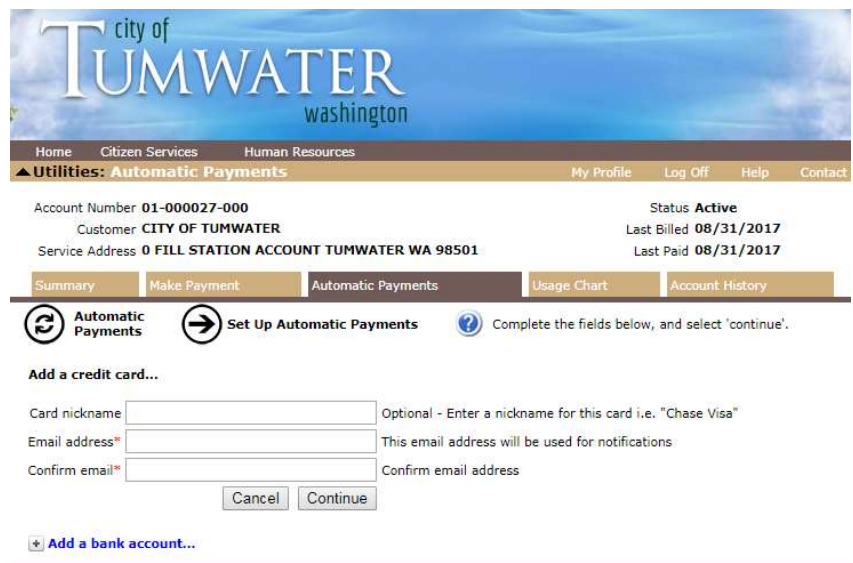 city of
TUMWATER
washington
Home Citizen Services Human Resources
Utilities: Automatic Payments My Profile Log Off Help Contact
Account Number 01-000027-000 Status Active
Customer CITY OF TUMWATER Last Billed 08/31/2017
Service Address 0 FILL STATION ACCOUNT TUMWATER WA 98501 Last Paid 08/31/2017
Summary Make Payment Automatic Payments Usage Chart Account History
Automatic
Payments
Set Up Automatic Payments
? Complete the fields below, and select 'continue'.
Add a credit card...
Card nickname Optional - Enter a nickname for this card i.e. "Chase Visa"
Email address* This email address will be used for notifications
Confirm email* Confirm email address
Cancel Continue
+ Add a bank account...